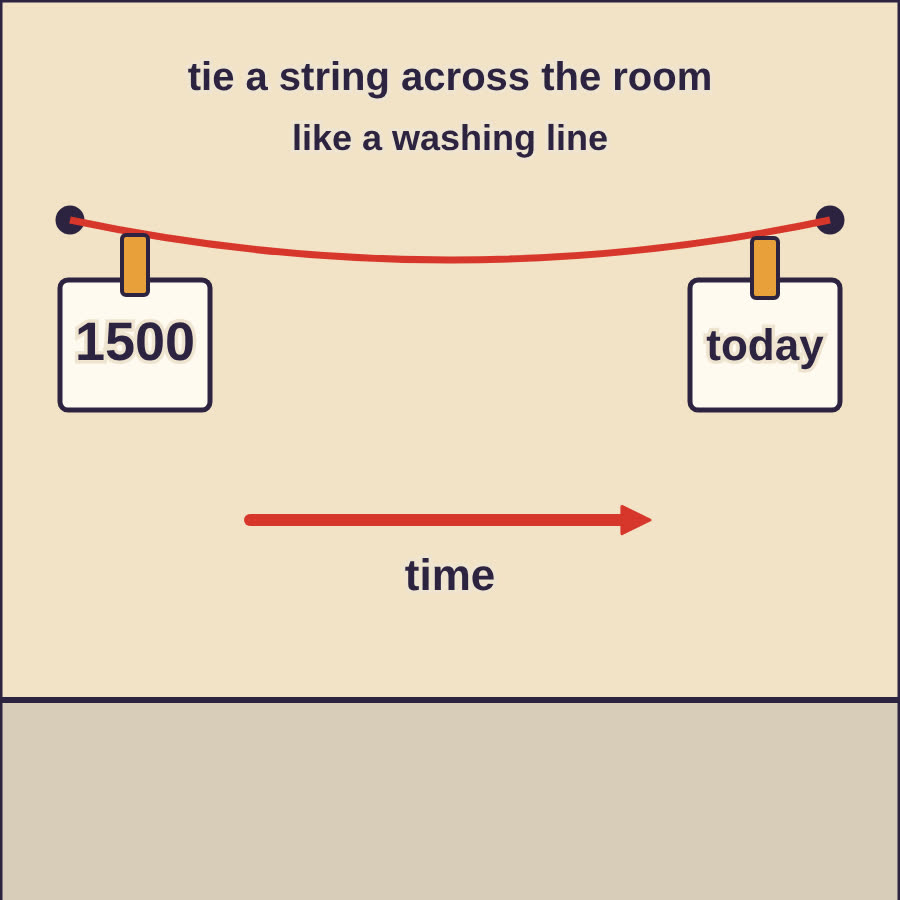 tie a string across the room
like a washing line
1500
today
time